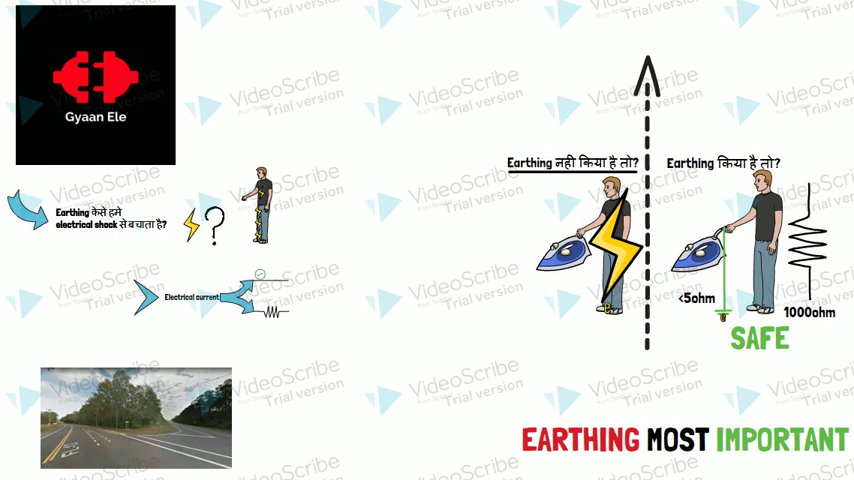 Gyaan Ele
Earthing नही किया है तो?
Earthing किया है तो?
Earthing कैसे हमे
electrical shock से बचाता है?
Electrical current
<5ohm
1000ohm
SAFE
EARTHING MOST IMPORTANT
VideoScribe
Trial version